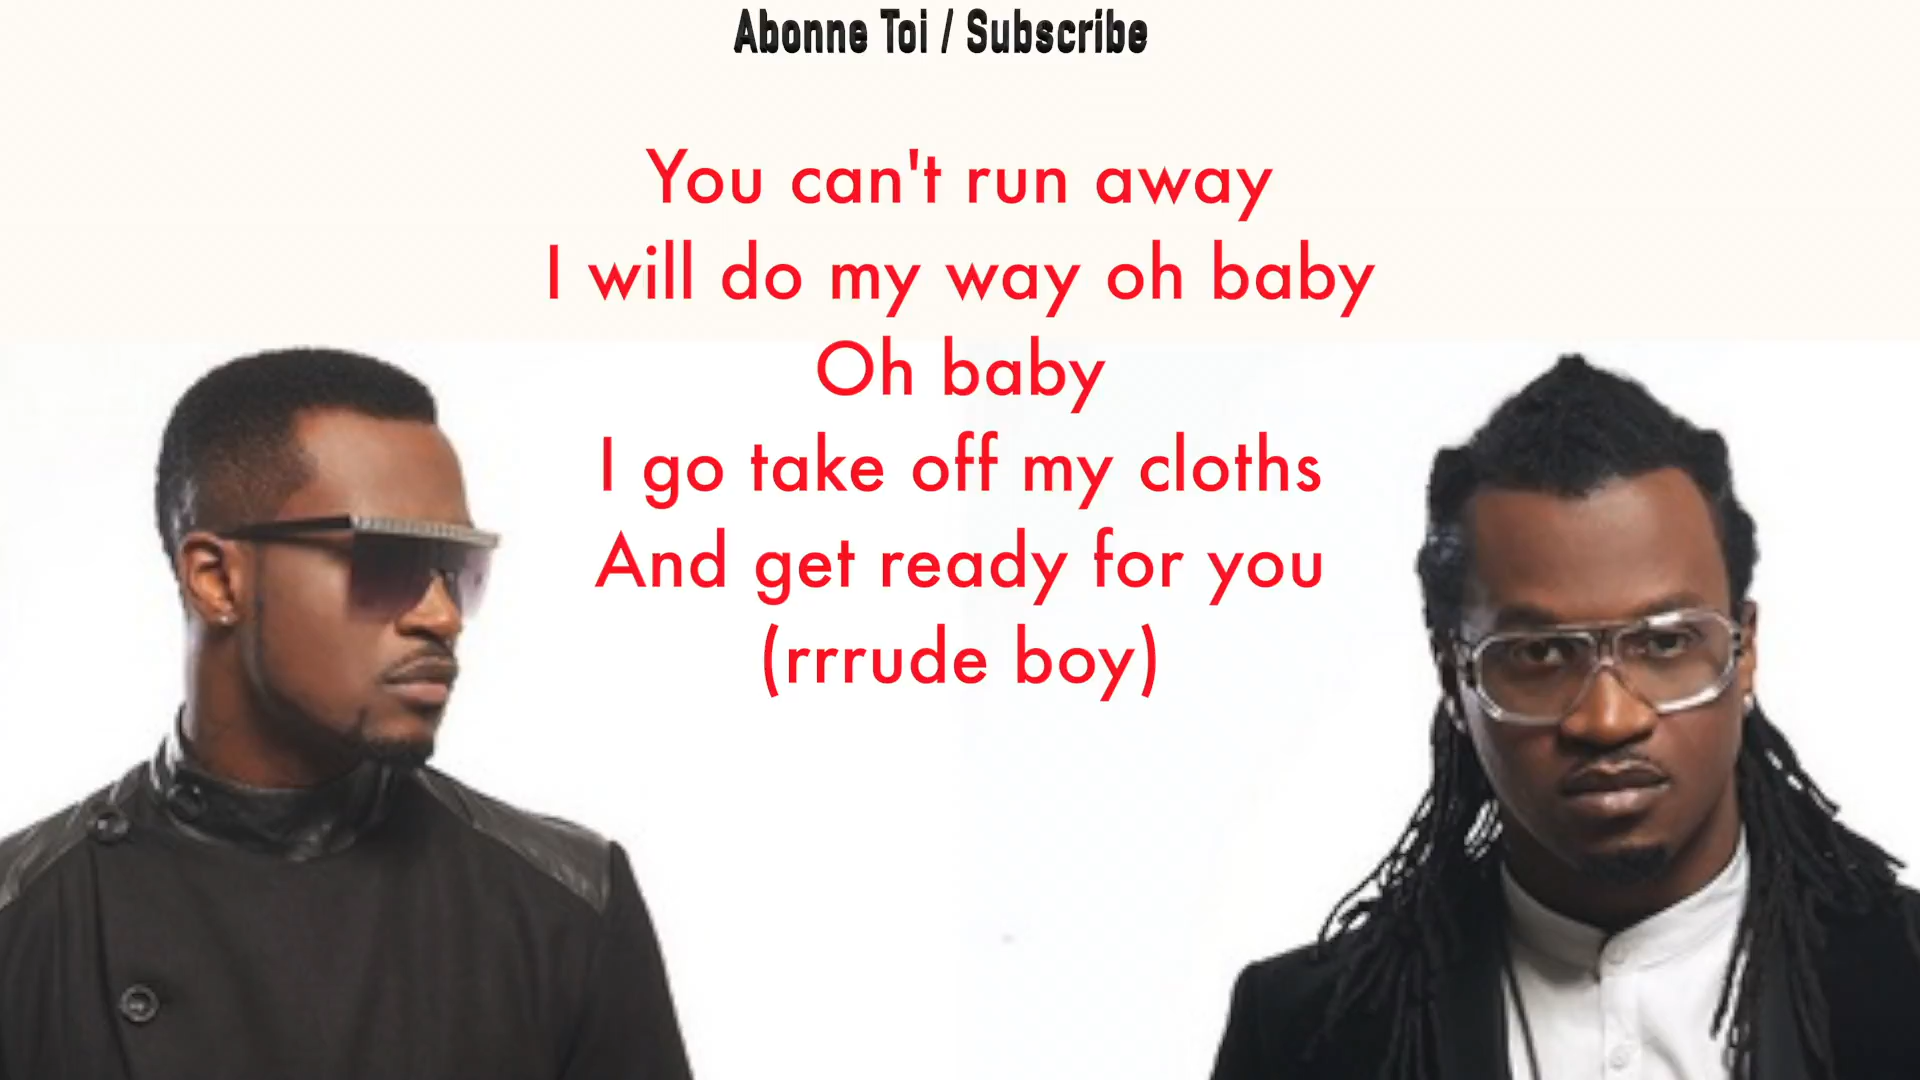 Abonne Toi / Subscribe
You can't run away
I will do my way oh baby
Oh baby
I go take off my cloths
And get ready for you
(rrrude boy)